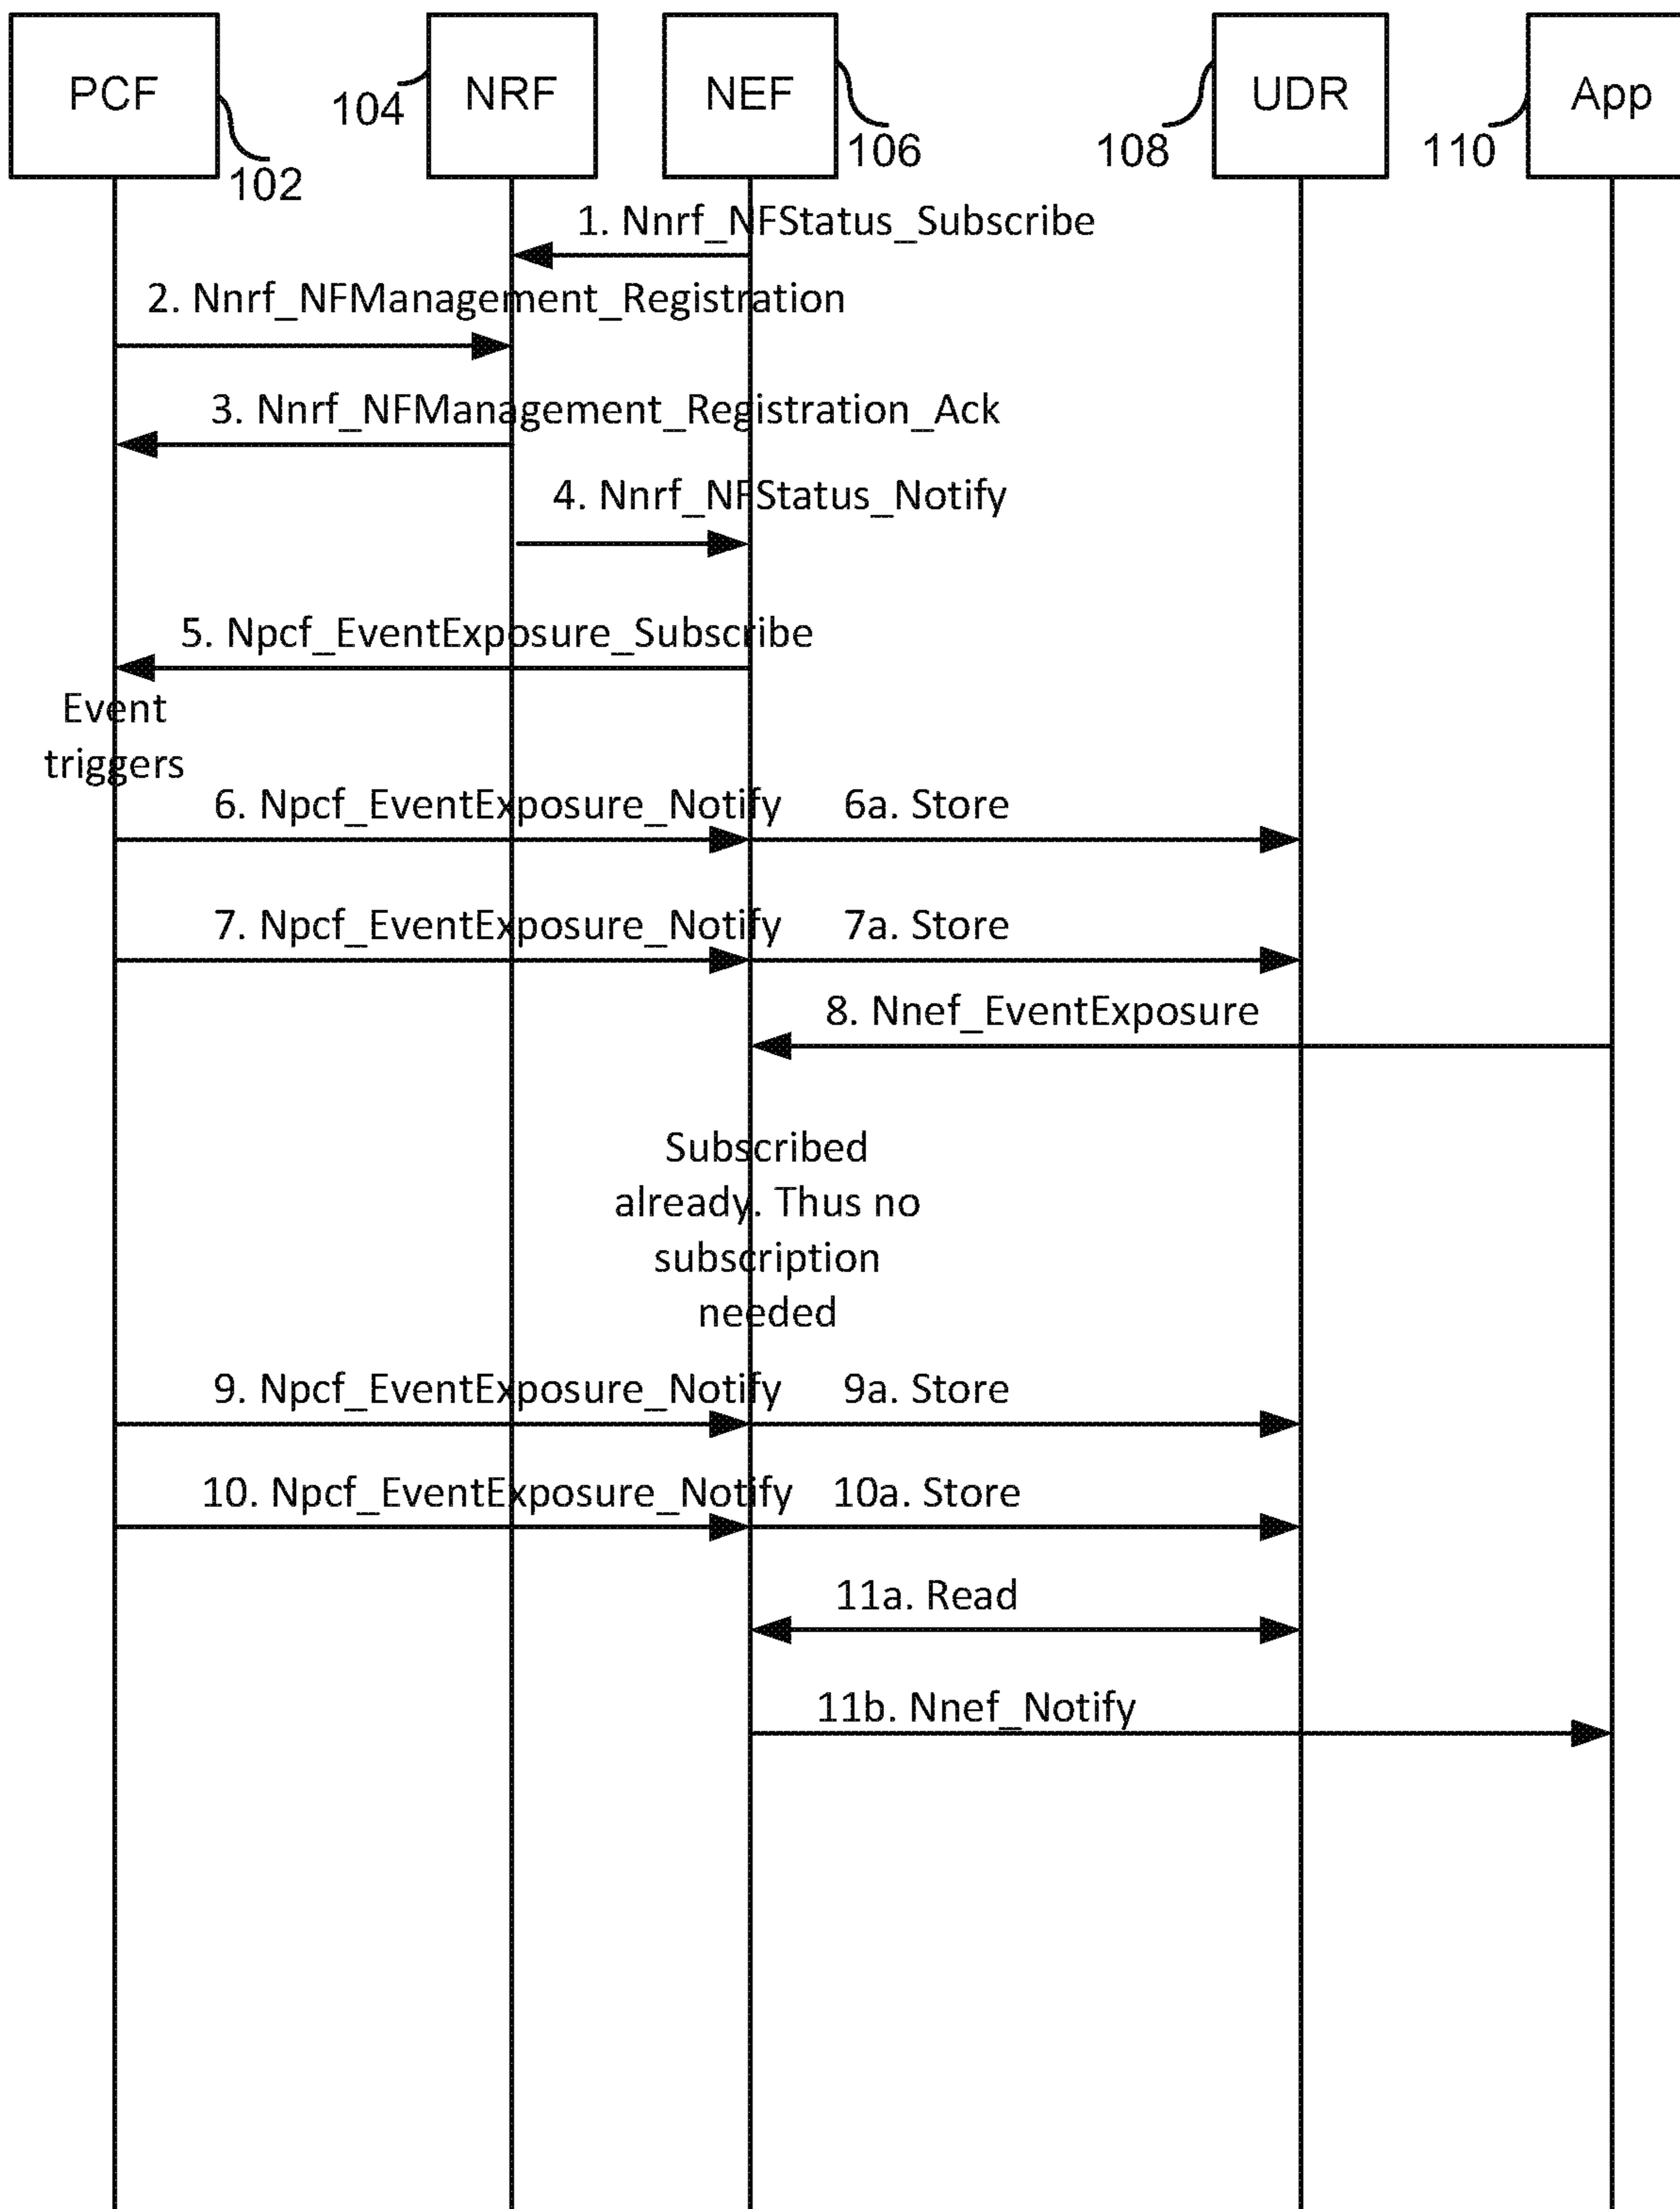 PCF
NRF
NEF
UDR
App
102
104
106
108
110
1. Nnrf_NFStatus_Subscribe
2. Nnrf_NFManagement_Registration
3. Nnrf_NFManagement_Registration_Ack
4. Nnrf_NFStatus_Notify
5. Npcf_EventExposure_Subscribe
Event
triggers
6. Npcf_EventExposure_Notify
6a. Store
7. Npcf_EventExposure_Notify
7a. Store
8. Nnef_EventExposure
Subscribed
already. Thus no
subscription
needed
9. Npcf_EventExposure_Notify
9a. Store
10. Npcf_EventExposure_Notify
10a. Store
11a. Read
11b. Nnef_Notify